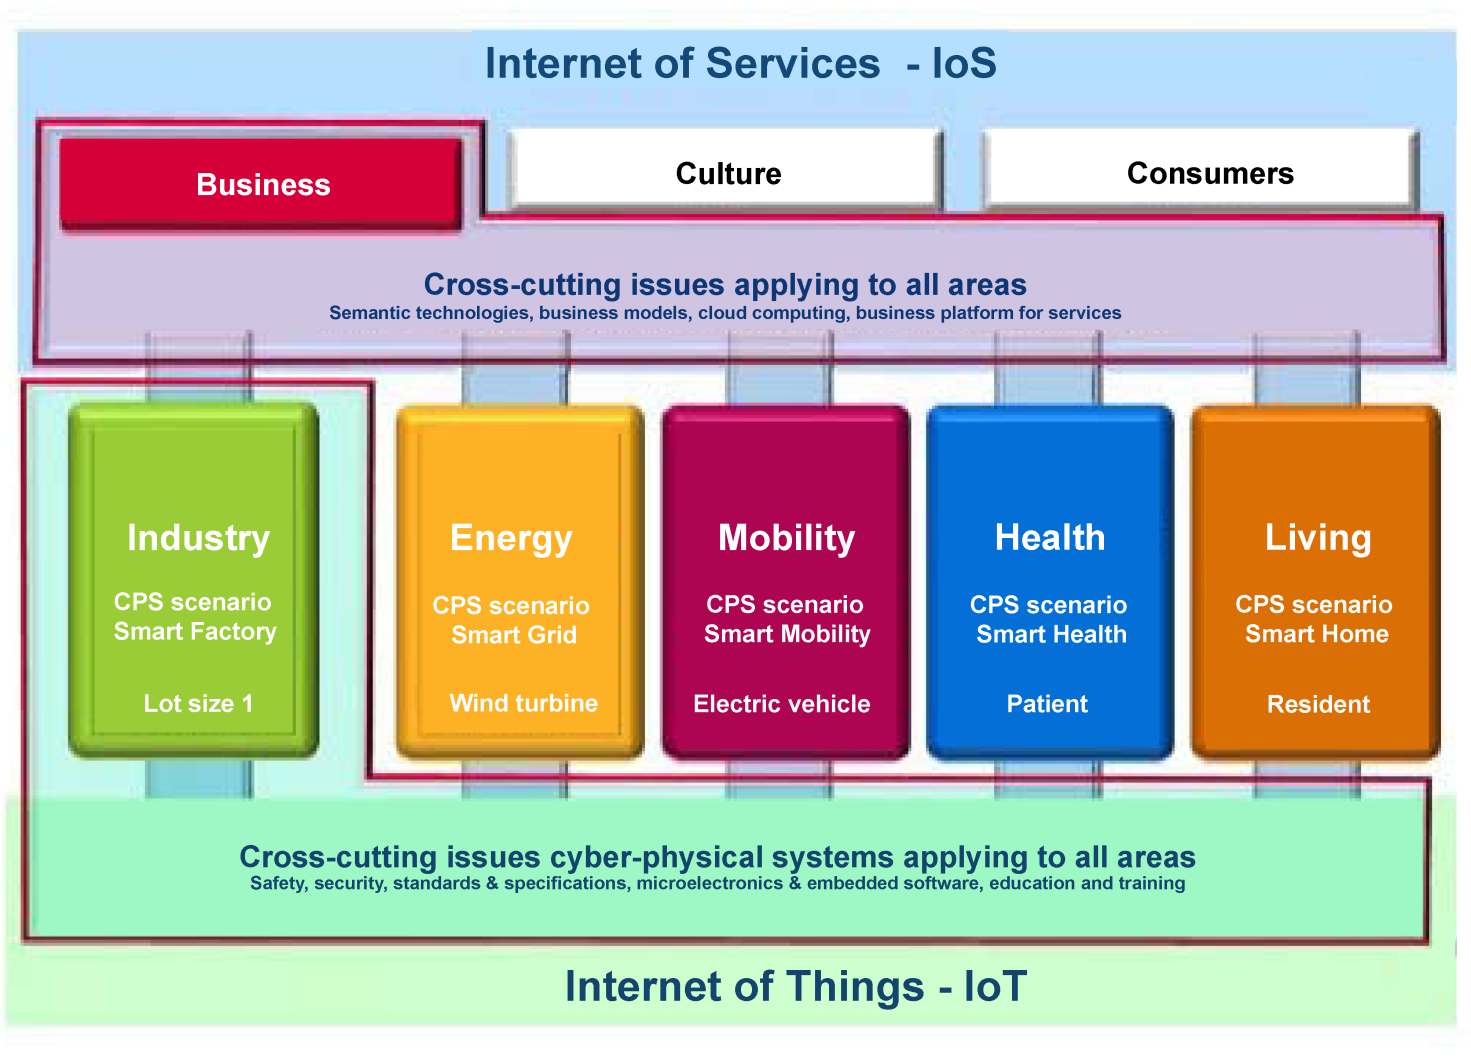 Internet of Services - IoS
Business
Culture
Consumers
Cross-cutting issues applying to all areas
Semantic technologies, business models, cloud computing, business platform for services
Industry
CPS scenario
Smart Factory
Lot size 1
Energy
CPS scenario
Smart Grid
Wind turbine
Mobility
CPS scenario
Smart Mobility
Electric vehicle
Health
CPS scenario
Smart Health
Patient
Living
CPS scenario
Smart Home
Resident
Cross-cutting issues cyber-physical systems applying to all areas
Safety, security, standards & specifications, microelectronics & embedded software, education and training
Internet of Things - IoT